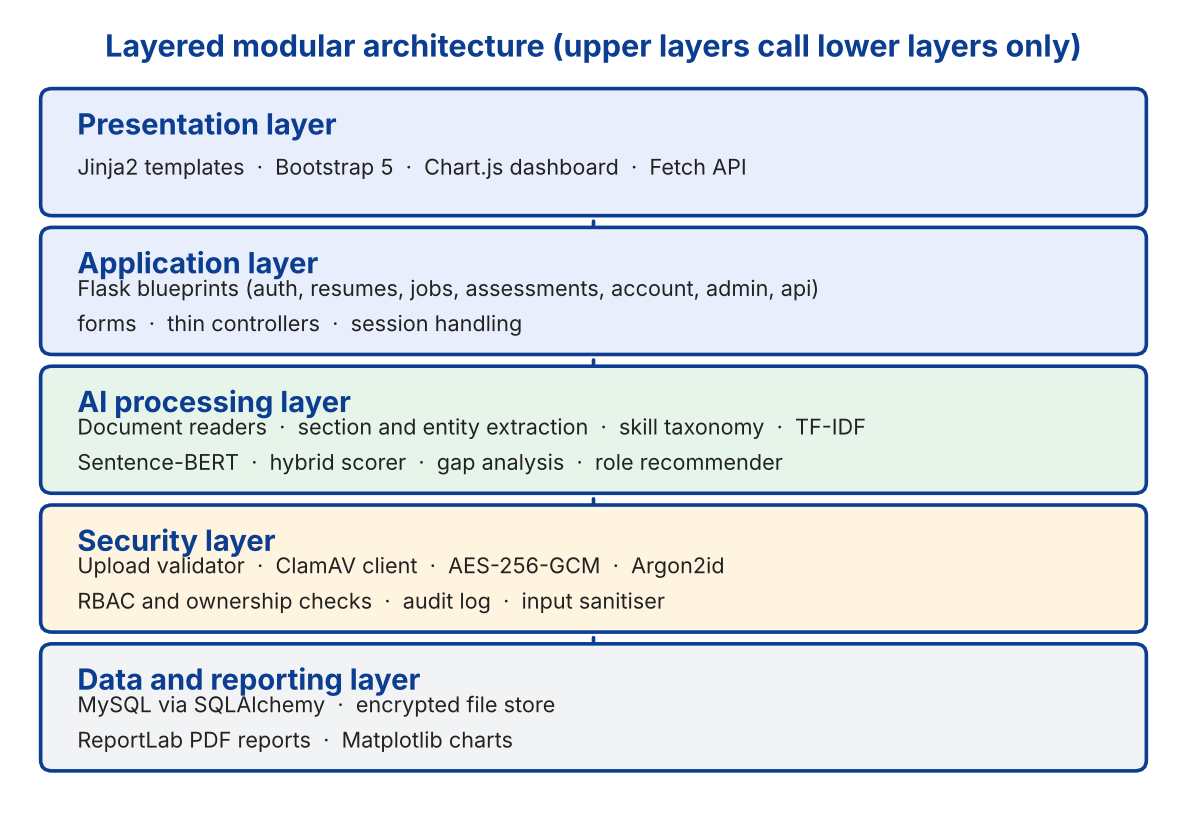 Layered modular architecture (upper layers call lower layers only)
Presentation layer
Jinja2 templates · Bootstrap 5 · Chart.js dashboard · Fetch API
Application layer
Flask blueprints (auth, resumes, jobs, assessments, account, admin, api)
forms · thin controllers · session handling
AI processing layer
Document readers · section and entity extraction · skill taxonomy · TF-IDF
Sentence-BERT · hybrid scorer · gap analysis · role recommender
Security layer
Upload validator · ClamAV client · AES-256-GCM · Argon2id
RBAC and ownership checks · audit log · input sanitiser
Data and reporting layer
MySQL via SQLAlchemy · encrypted file store
ReportLab PDF reports · Matplotlib charts